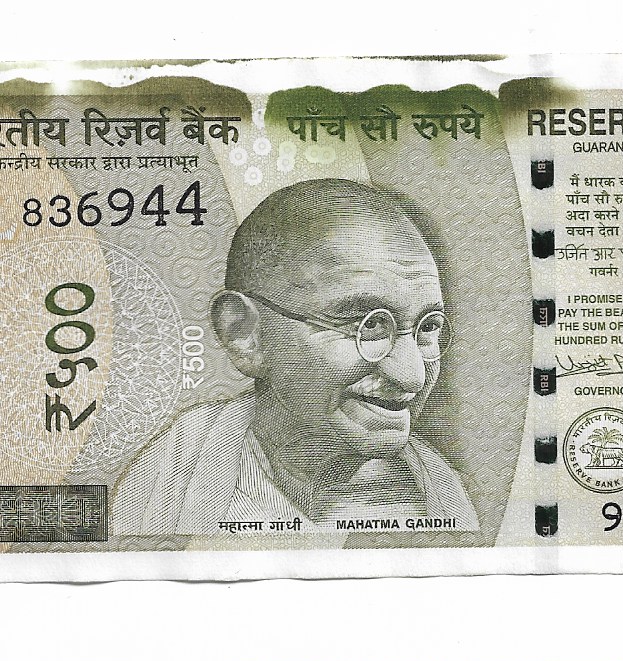 रतीय रिज़र्व बैंक
केन्द्रीय सरकार द्वारा प्रत्याभूत
836944
₹५००
₹500
पाँच सौ रुपये
महात्मा गांधी MAHATMA GANDHI
RESER
GUARAN
मैं धारक
पाँच सौ रु
अदा करने
वचन देता
उर्जित आर
गवर्नर
I PROMISE
PAY THE BEA
THE SUM OF
HUNDRED RU
GOVERNO
भारतीय रिज़र्व
RESERVE BANK
RBI
9